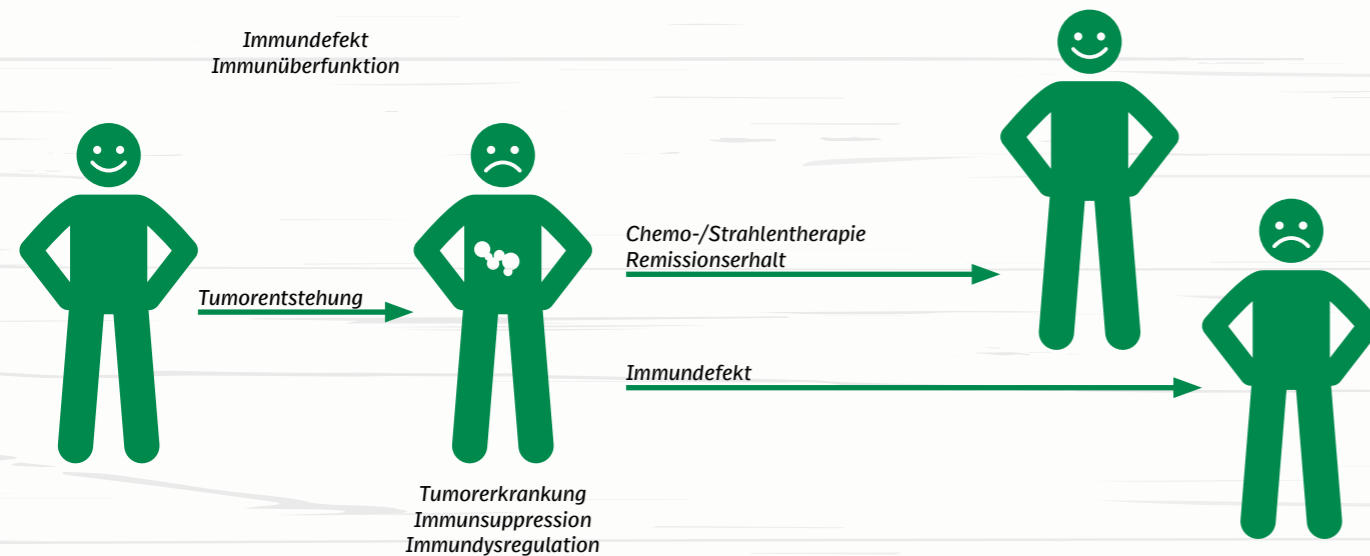 Immundefekt
Immunüberfunktion
Tumorentstehung
Chemo-/Strahlentherapie
Remissionserhalt
Immundefekt
Tumorerkrankung
Immunsuppression
Immundysregulation